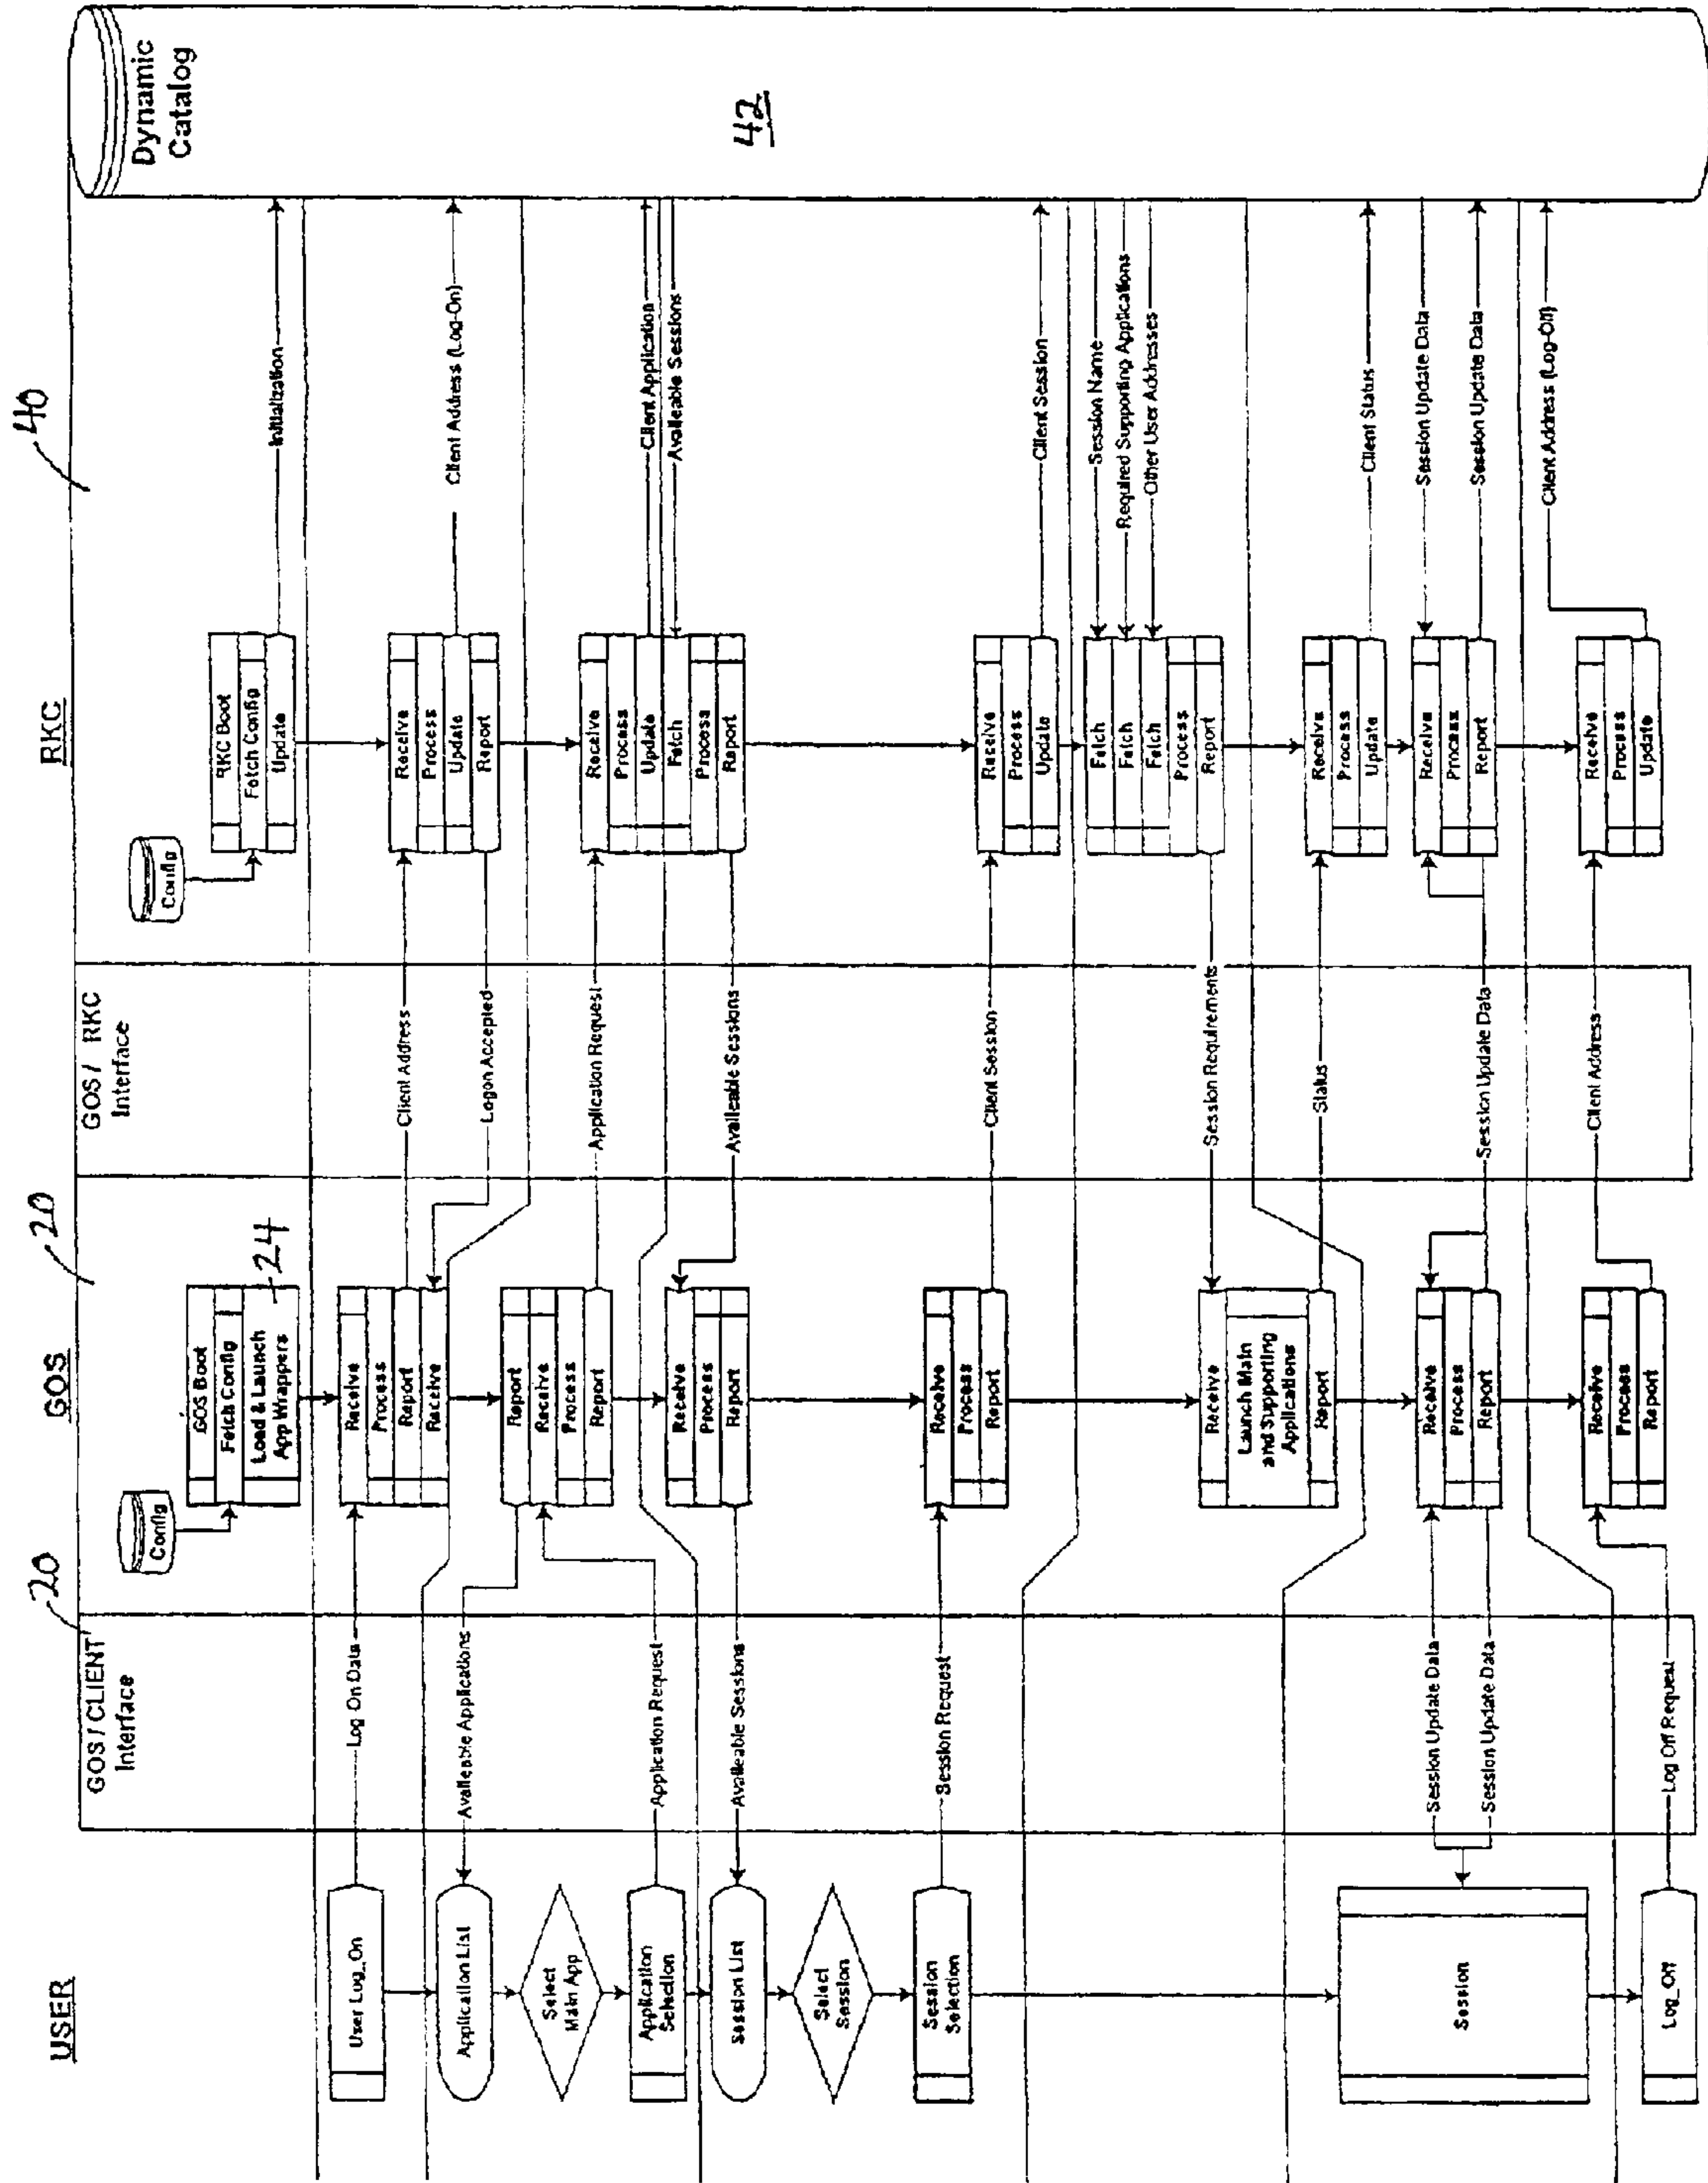 USER
GOS / CLIENT
Interface
20
GOS
20
GOS / RKC
Interface
RKC
40
Dynamic
Catalog
42
User Log_On
Application List
Select
Main App
Application
Selection
Session List
Select
Session
Session
Selection
Session
Log_Off
Log On Data
Available Applications
Application Request
Available Sessions
Session Request
Session Update Data
Session Update Data
Log Off Request
Config
GOS Boot
Fetch Config
Load & Launch
App Wrappers
24
Receive
Process
Report
Receive
Report
Receive
Process
Report
Receive
Process
Report
Receive
Process
Report
Receive
Launch Main
and Supporting
Applications
Report
Receive
Process
Report
Receive
Process
Report
Client Address
Logon Accepted
Application Request
Available Sessions
Client Session
Session Requirements
Status
Session Update Data
Client Address
Config
RKC Boot
Fetch Config
Update
Receive
Process
Update
Report
Receive
Process
Update
Fetch
Process
Report
Receive
Process
Update
Fetch
Fetch
Fetch
Process
Report
Receive
Process
Update
Receive
Process
Report
Receive
Process
Update
Initialization
Client Address (Log-On)
Client Application
Available Sessions
Client Session
Session Name
Required Supporting Applications
Other User Addresses
Client Status
Session Update Data
Session Update Data
Client Address (Log-Off)